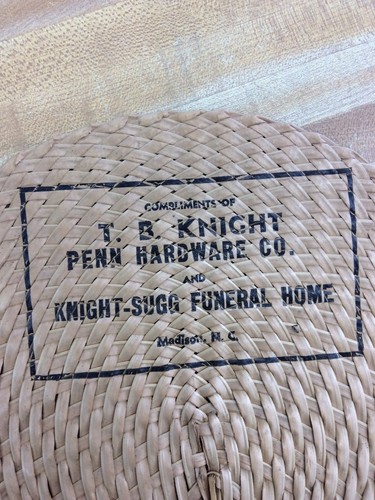 COMPLIMENTS OF
T. B. KNIGHT
PENN HARDWARE CO.
AND
KNIGHT-SUGG FUNERAL HOME
Madison, N. C.